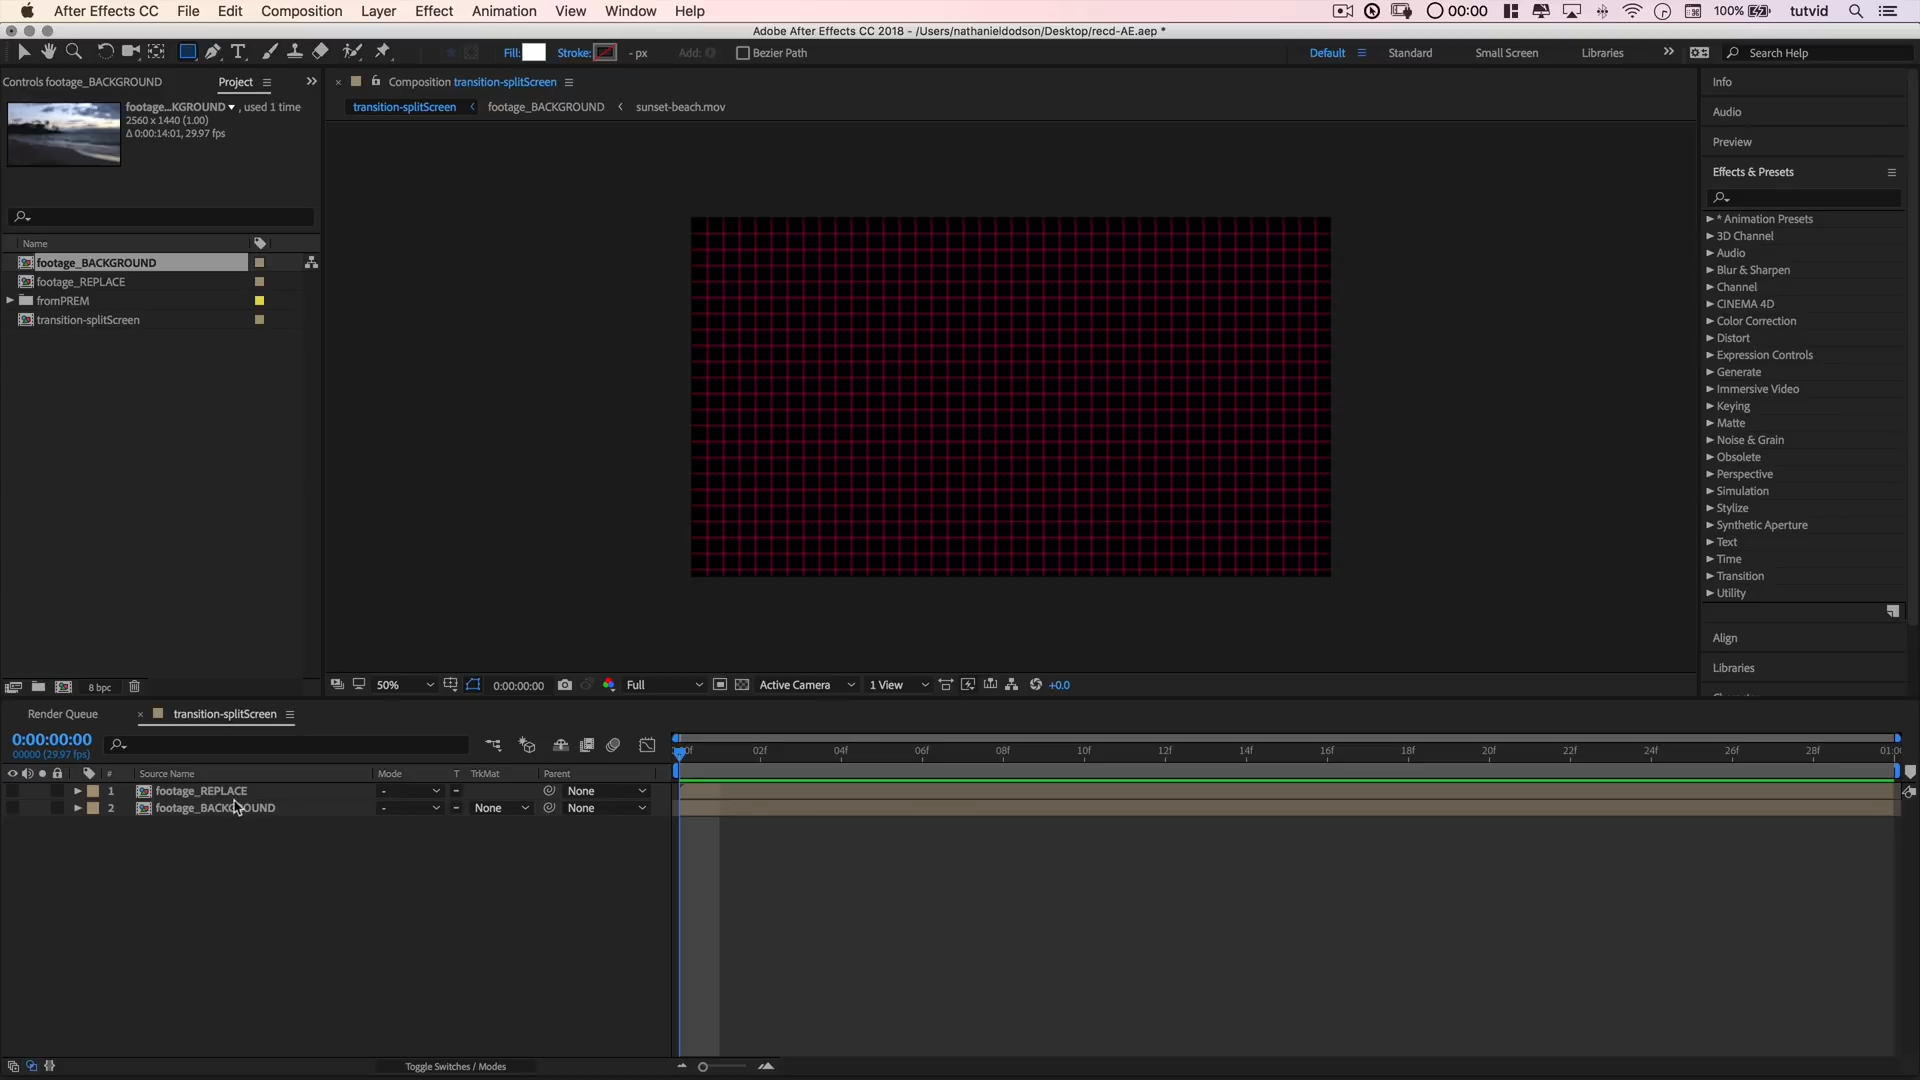 After Effects CC File Edit Composition Layer Effect Animation View Window Help 00:00 100% tutvid
Adobe After Effects CC 2018 - /Users/nathanieldodson/Desktop/recd-AE.aep *
Fill: Stroke: - px Add: Bezier Path Default Standard Small Screen Libraries Search Help
Controls footage_BACKGROUND Project
Composition transition-splitScreen
transition-splitScreen footage_BACKGROUND sunset-beach.mov
footage...KGROUND , used 1 time
2560 x 1440 (1.00)
Δ 0:00:14:01, 29.97 fps
Name
footage_BACKGROUND
footage_REPLACE
fromPREM
transition-splitScreen
8 bpc
50% 0:00:00:00 Full Active Camera 1 View +0.0
Info
Audio
Preview
Effects & Presets
* Animation Presets
3D Channel
Audio
Blur & Sharpen
Channel
CINEMA 4D
Color Correction
Distort
Expression Controls
Generate
Immersive Video
Keying
Matte
Noise & Grain
Obsolete
Perspective
Simulation
Stylize
Synthetic Aperture
Text
Time
Transition
Utility
Align
Libraries
Render Queue transition-splitScreen
0:00:00:00
00000 (29.97 fps)
02f 04f 06f 08f 10f 12f 14f 16f 18f 20f 22f 24f 26f 28f
# Source Name Mode T TrkMat Parent
1 footage_REPLACE - None
2 footage_BACKGROUND - None None
Toggle Switches / Modes